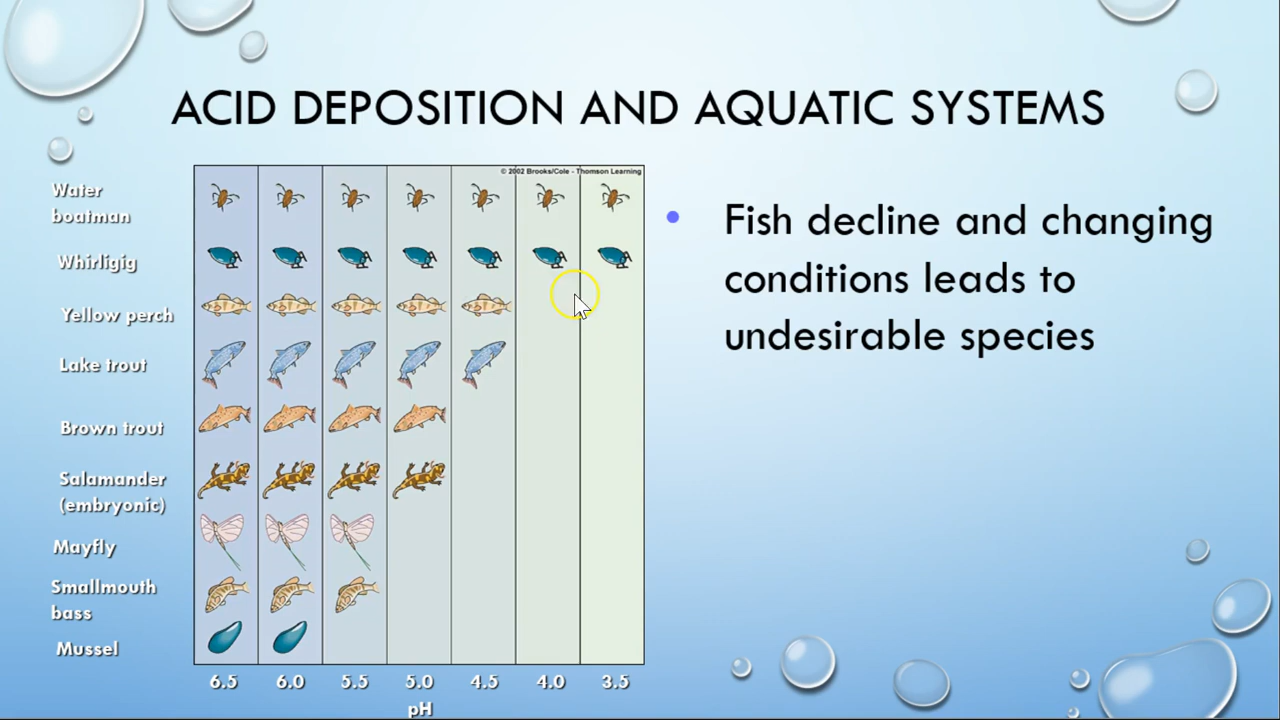 ACID DEPOSITION AND AQUATIC SYSTEMS
© 2002 Brooks/Cole - Thomson Learning
Water
boatman
Whirligig
Yellow perch
Lake trout
Brown trout
Salamander
(embryonic)
Mayfly
Smallmouth
bass
Mussel
6.5 6.0 5.5 5.0 4.5 4.0 3.5
pH
• Fish decline and changing
conditions leads to
undesirable species